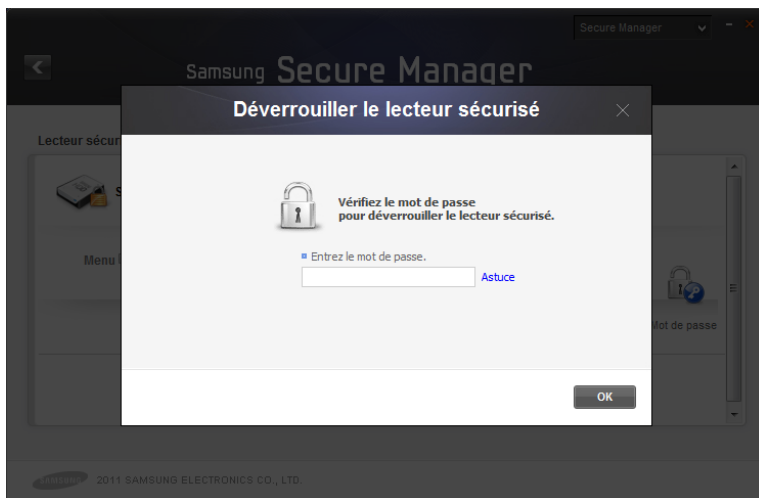 Secure Manager
samsung Secure Manager
Déverrouiller le lecteur sécurisé
Lecteur sécur
S
Vérifiez le mot de passe
pour déverrouiller le lecteur sécurisé.
Menu
Entrez le mot de passe.
Astuce
Mot de passe
OK
SAMSUNG 2011 SAMSUNG ELECTRONICS CO., LTD.